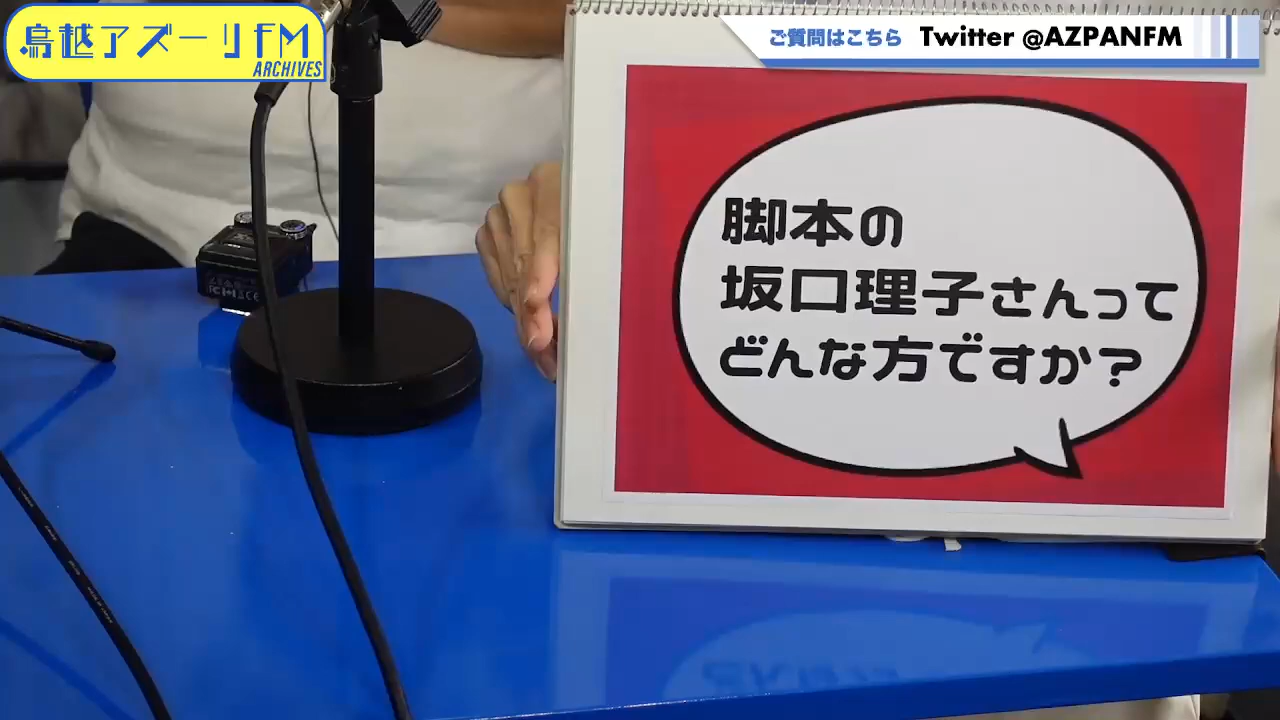 鳥越アズーリFM
ARCHIVES
ご質問はこちら Twitter @AZPANFM
脚本の
坂口理子さんって
どんな方ですか?